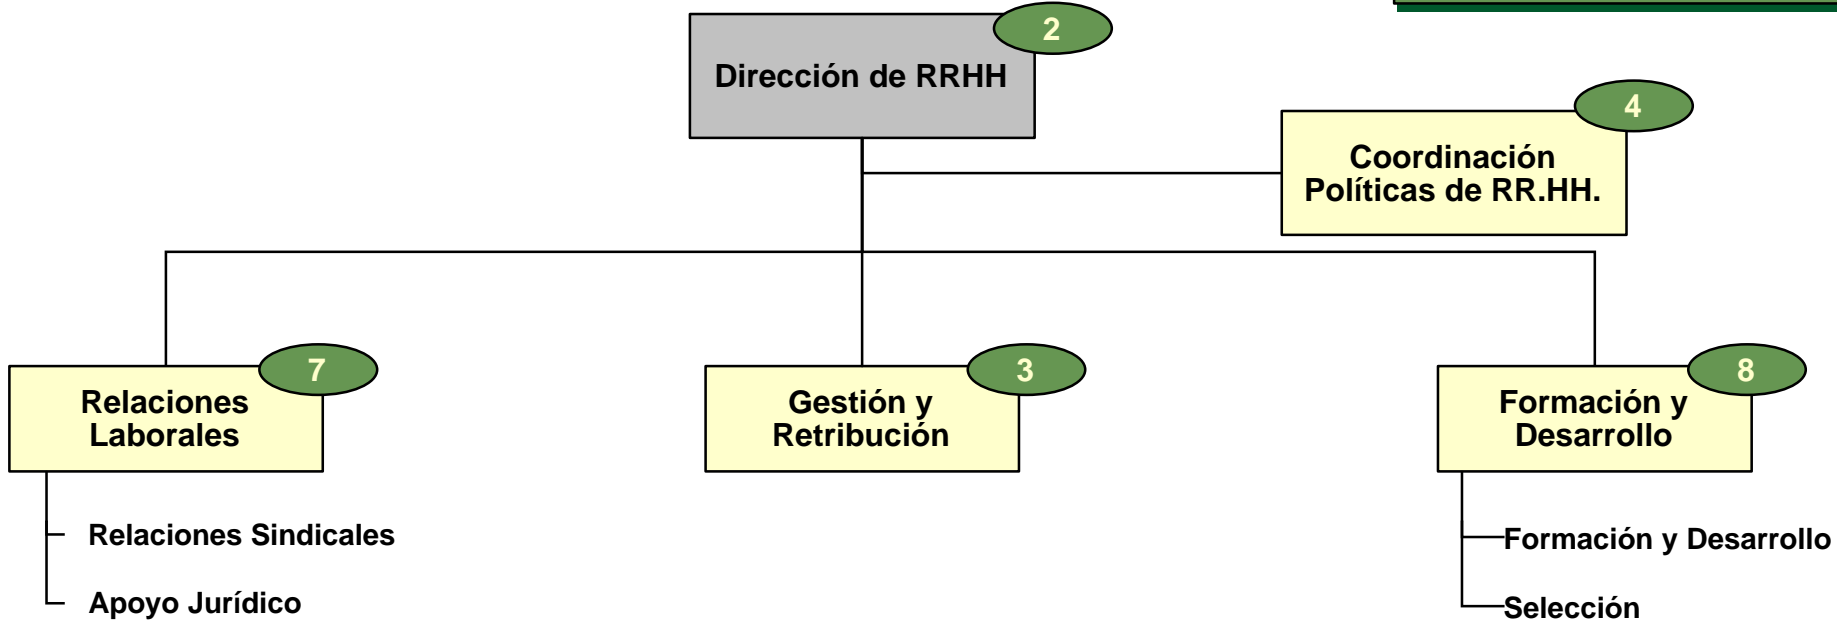 2
Dirección de RRHH
4
Coordinación
Políticas de RR.HH.
7
Relaciones
Laborales
3
Gestión y
Retribución
8
Formación y
Desarrollo
Relaciones Sindicales
Apoyo Jurídico
Formación y Desarrollo
Selección